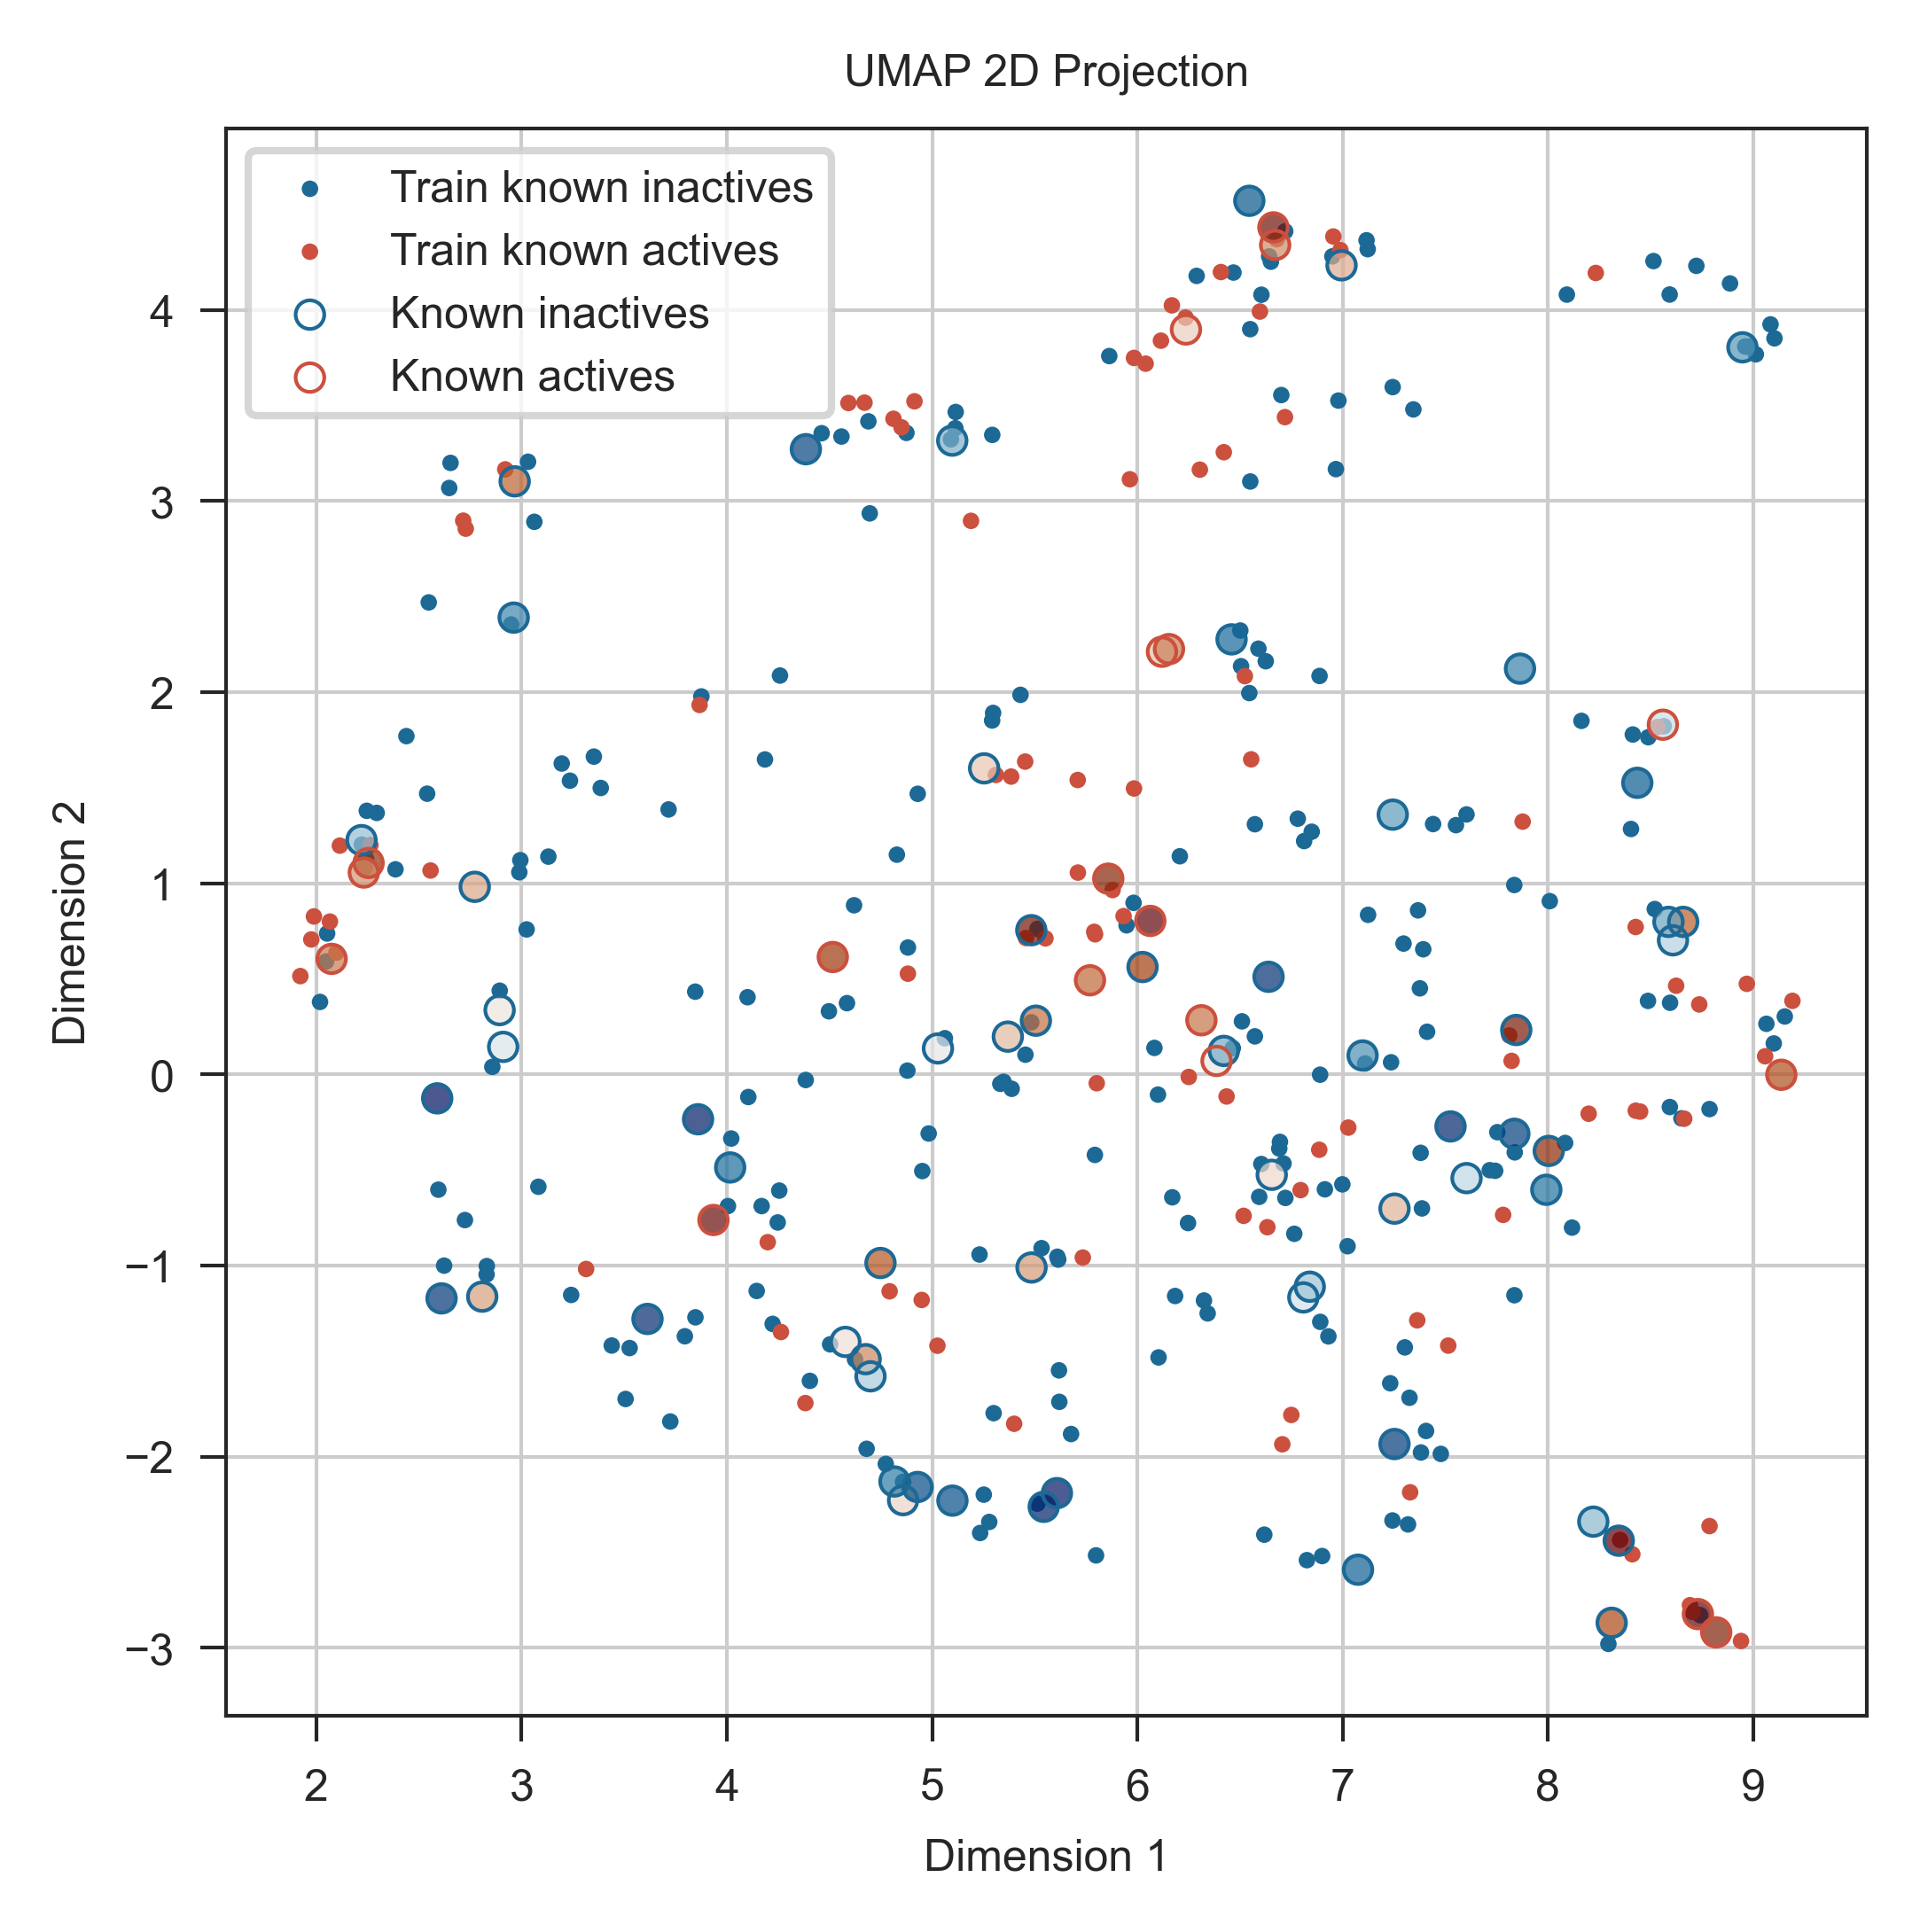 UMAP 2D Projection
Train known inactives
Train known actives
Known inactives
Known actives
4
3
2
1
0
−1
−2
−3
Dimension 2
2 3 4 5 6 7 8 9
Dimension 1